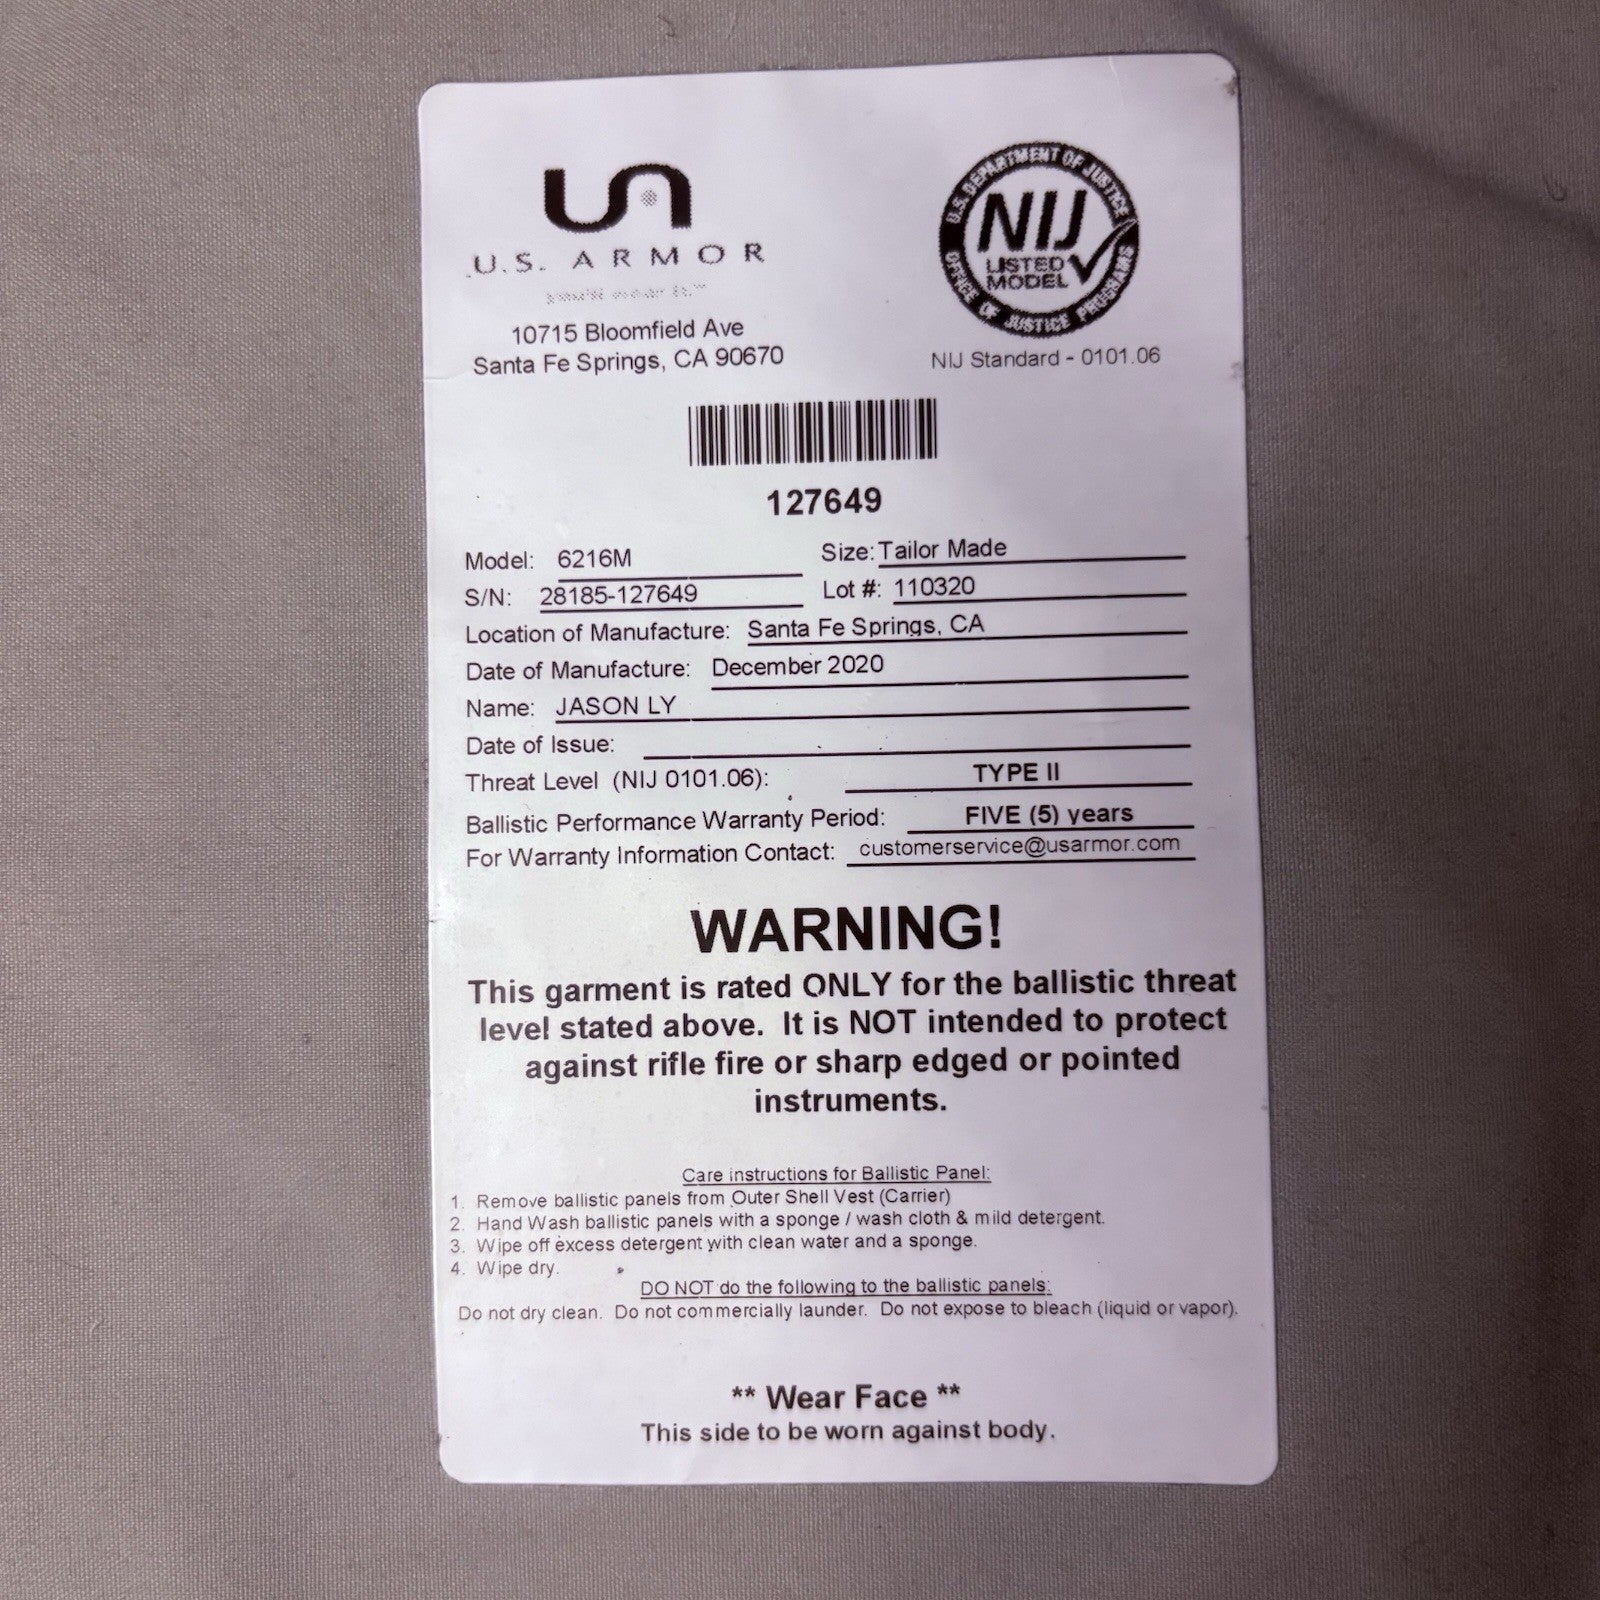 U.S. ARMOR
10715 Bloomfield Ave
Santa Fe Springs, CA 90670
U.S. DEPARTMENT OF JUSTICE
NIJ
LISTED
MODEL
OFFICE OF JUSTICE PROGRAMS
NIJ Standard - 0101.06
127649
Model: 6216M Size: Tailor Made
S/N: 28185-127649 Lot #: 110320
Location of Manufacture: Santa Fe Springs, CA
Date of Manufacture: December 2020
Name: JASON LY
Date of Issue:
Threat Level (NIJ 0101.06): TYPE II
Ballistic Performance Warranty Period: FIVE (5) years
For Warranty Information Contact: customerservice@usarmor.com
WARNING!
This garment is rated ONLY for the ballistic threat
level stated above. It is NOT intended to protect
against rifle fire or sharp edged or pointed
instruments.
Care instructions for Ballistic Panel:
1. Remove ballistic panels from Outer Shell Vest (Carrier)
2. Hand Wash ballistic panels with a sponge / wash cloth & mild detergent.
3. Wipe off excess detergent with clean water and a sponge.
4. Wipe dry.
DO NOT do the following to the ballistic panels:
Do not dry clean. Do not commercially launder. Do not expose to bleach (liquid or vapor).
** Wear Face **
This side to be worn against body.